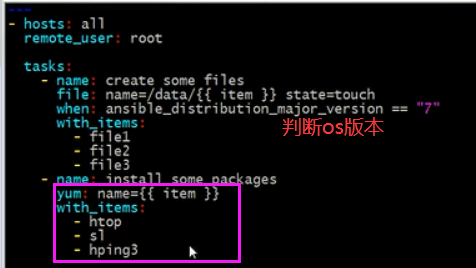 ---
- hosts: all
  remote_user: root

  tasks:
    - name: create some files
      file: name=/data/{{ item }} state=touch
      when: ansible_distribution_major_version == "7"
      with_items:
        - file1
        - file2
        - file3
    - name: install some packages
      yum: name={{ item }}
      with_items:
        - htop
        - sl
        - hping3
判断os版本